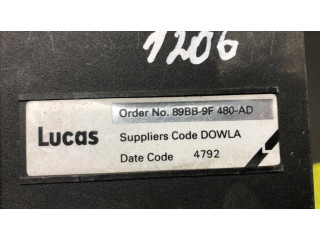 1206
Order No. 89BB-9F 480-AD
Lucas
Suppliers Code DOWLA
Date Code 4792